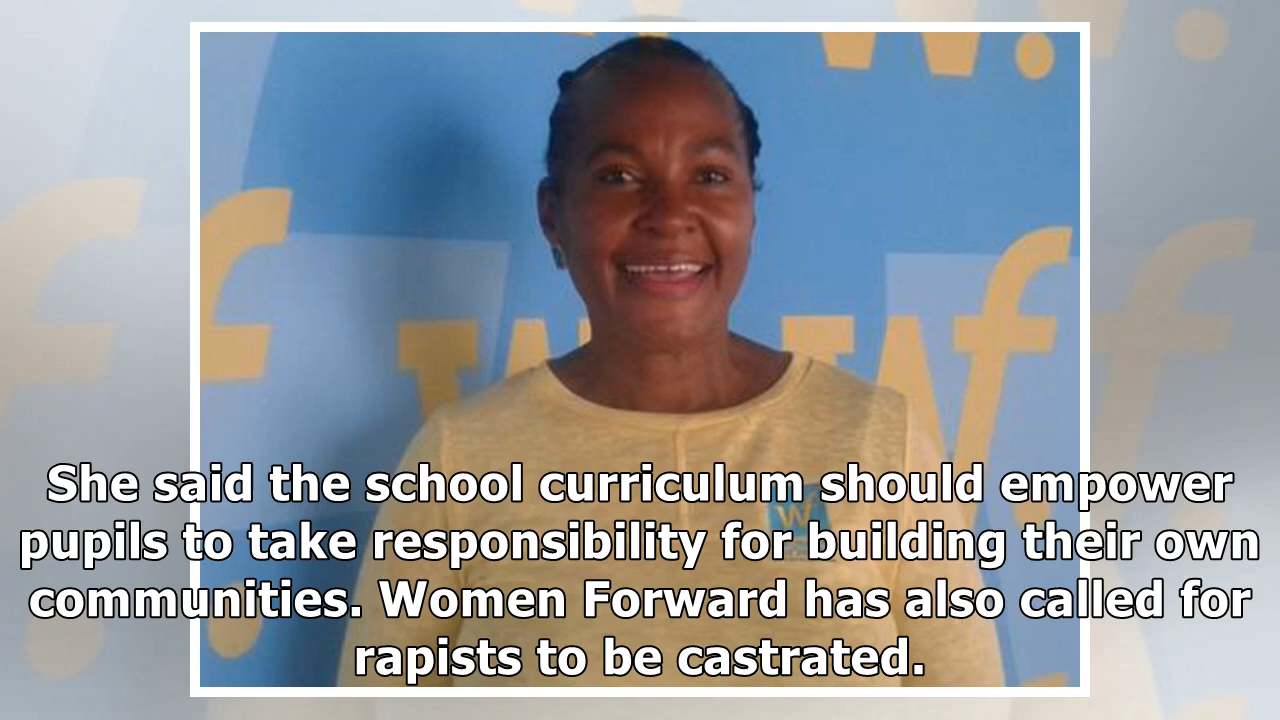 W.
f
f
W
W
f
W
She said the school curriculum should empower
pupils to take responsibility for building their own
communities. Women Forward has also called for
rapists to be castrated.